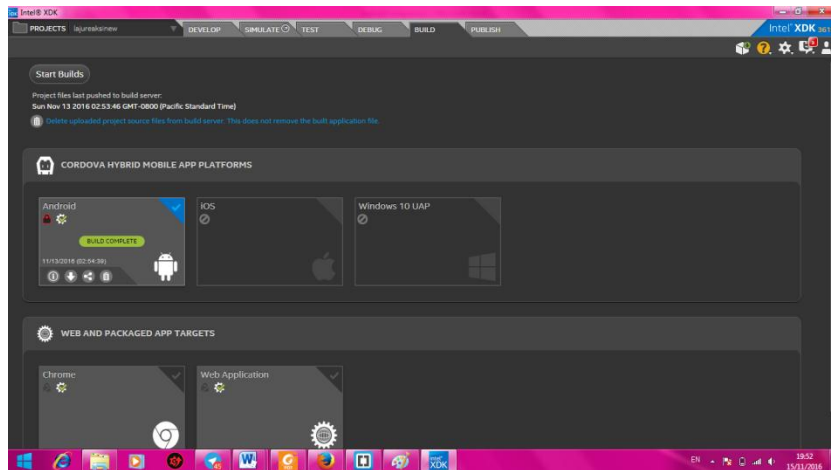 Intel® XDK
PROJECTS lajureksinew
DEVELOP
SIMULATE
TEST
DEBUG
BUILD
PUBLISH
Intel® XDK 3619
Start Builds
Project files last pushed to build server:
Sun Nov 13 2016 02:53:46 GMT-0800 (Pacific Standard Time)
Delete uploaded project source files from build server. This does not remove the built application file.
CORDOVA HYBRID MOBILE APP PLATFORMS
Android
iOS
Windows 10 UAP
BUILD COMPLETE
11/13/2016 (02:54:39)
WEB AND PACKAGED APP TARGETS
Chrome
Web Application
EN
19:52
15/11/2016